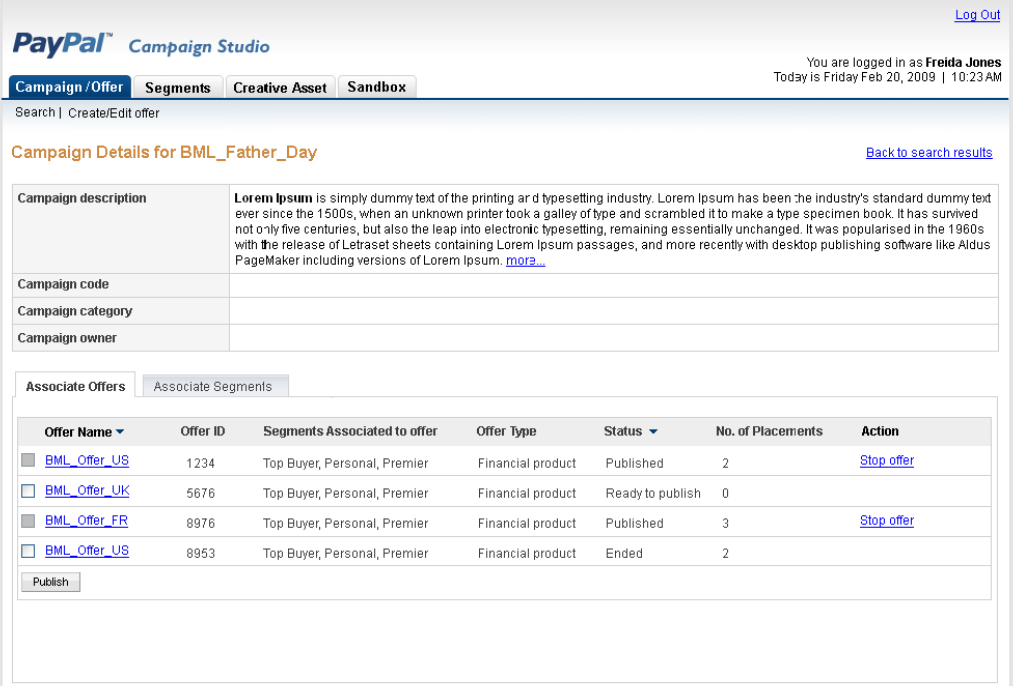 Log Out
PayPal™ Campaign Studio
You are logged in as Freida Jones
Today is Friday Feb 20, 2009 | 10:23 AM
Campaign /Offer Segments Creative Asset Sandbox
Search | Create/Edit offer
Campaign Details for BML_Father_Day Back to search results
Campaign description Lorem Ipsum is simply dummy text of the printing and typesetting industry. Lorem Ipsum has been the industry's standard dummy text
ever since the 1500s, when an unknown printer took a galley of type and scrambled it to make a type specimen book. It has survived
not only five centuries, but also the leap into electronic typesetting, remaining essentially unchanged. It was popularised in the 1960s
with the release of Letraset sheets containing Lorem Ipsum passages, and more recently with desktop publishing software like Aldus
PageMaker including versions of Lorem Ipsum. more...
Campaign code
Campaign category
Campaign owner
Associate Offers Associate Segments
Offer Name Offer ID Segments Associated to offer Offer Type Status No. of Placements Action
BML_Offer_US 1234 Top Buyer, Personal, Premier Financial product Published 2 Stop offer
BML_Offer_UK 5676 Top Buyer, Personal, Premier Financial product Ready to publish 0
BML_Offer_FR 8976 Top Buyer, Personal, Premier Financial product Published 3 Stop offer
BML_Offer_US 8953 Top Buyer, Personal, Premier Financial product Ended 2
Publish